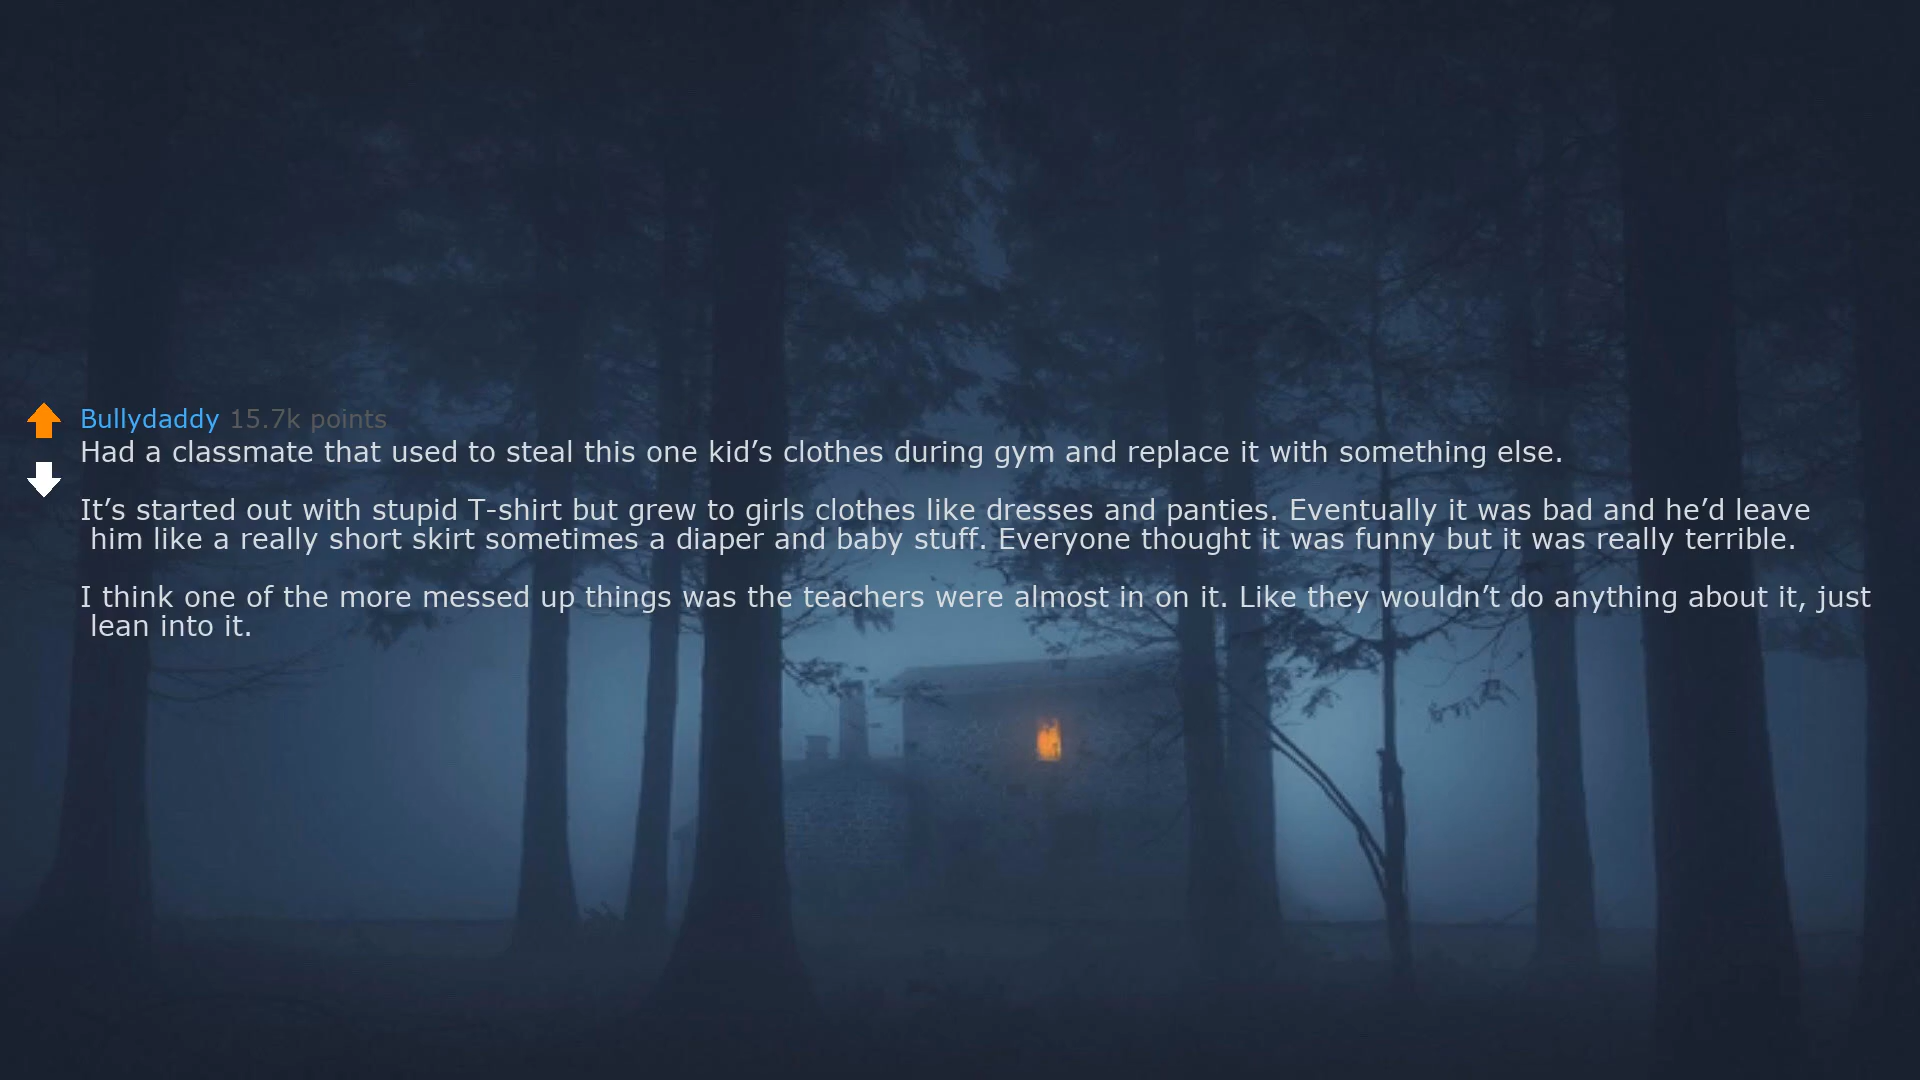 Bullydaddy 15.7k points
Had a classmate that used to steal this one kid’s clothes during gym and replace it with something else.
It’s started out with stupid T-shirt but grew to girls clothes like dresses and panties. Eventually it was bad and he’d leave
him like a really short skirt sometimes a diaper and baby stuff. Everyone thought it was funny but it was really terrible.
I think one of the more messed up things was the teachers were almost in on it. Like they wouldn’t do anything about it, just
lean into it.